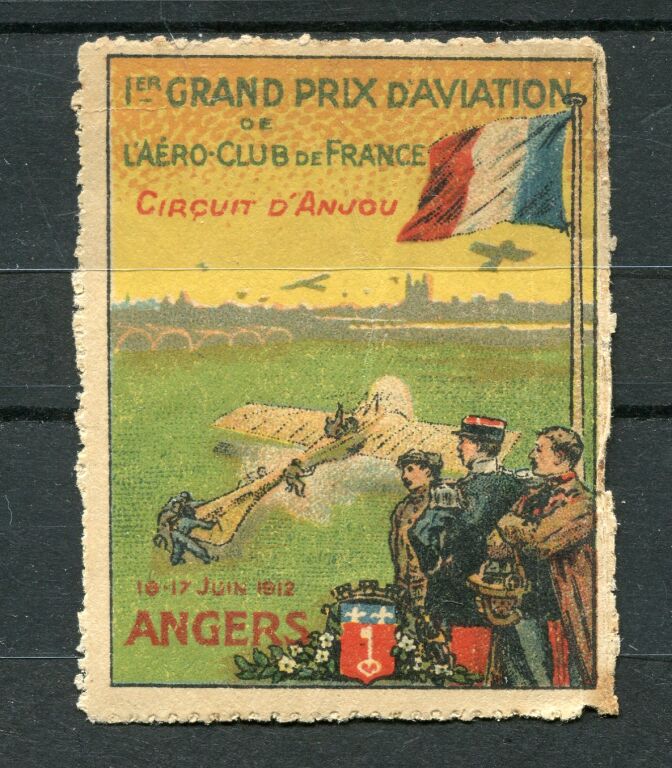 1ER GRAND PRIX D'AVIATION
DE
L'AÉRO-CLUB DE FRANCE
CIRCUIT D'ANJOU
16-17 JUIN 1912
ANGERS